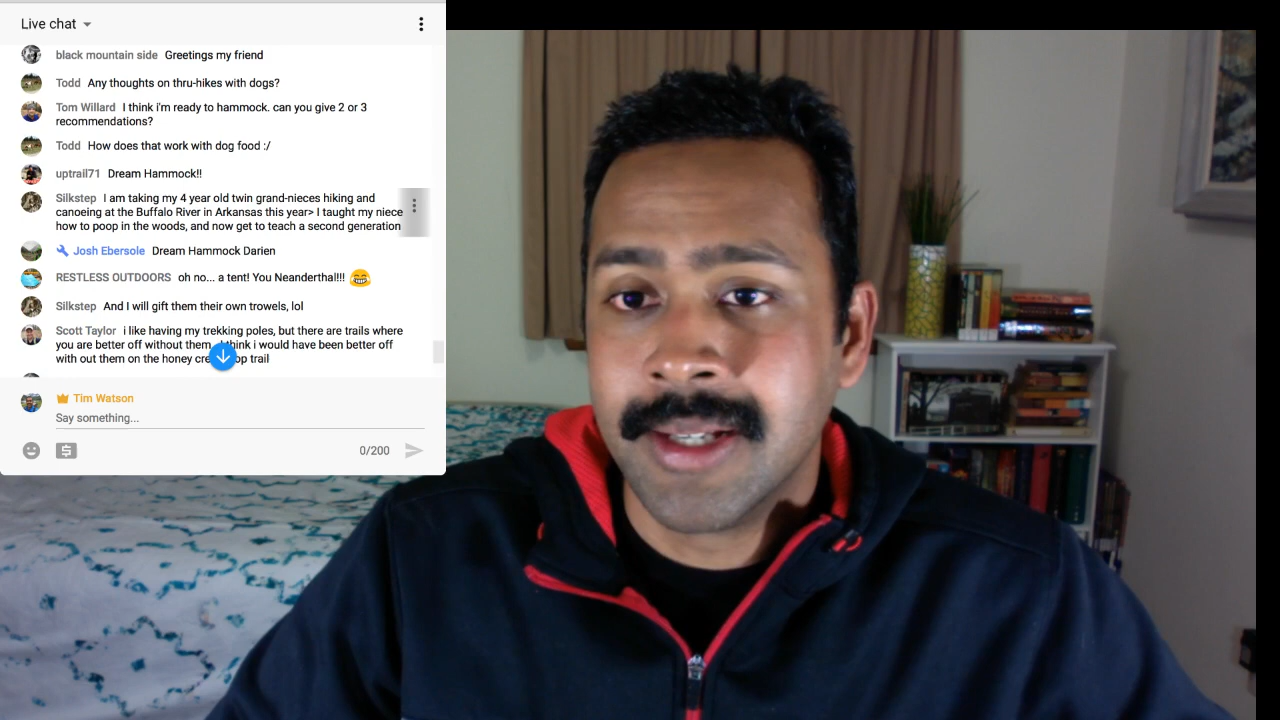 Live chat
black mountain side Greetings my friend
Todd Any thoughts on thru-hikes with dogs?
Tom Willard I think i'm ready to hammock. can you give 2 or 3
recommendations?
Todd How does that work with dog food :/
uptrail71 Dream Hammock!!
Silkstep I am taking my 4 year old twin grand-nieces hiking and
canoeing at the Buffalo River in Arkansas this year> I taught my niece
how to poop in the woods, and now get to teach a second generation
Josh Ebersole Dream Hammock Darien
RESTLESS OUTDOORS oh no... a tent! You Neanderthal!!! 😂
Silkstep And I will gift them their own trowels, lol
Scott Taylor i like having my trekking poles, but there are trails where
you are better off without them. think i would have been better off
with out them on the honey trail
Tim Watson
Say something...
0/200